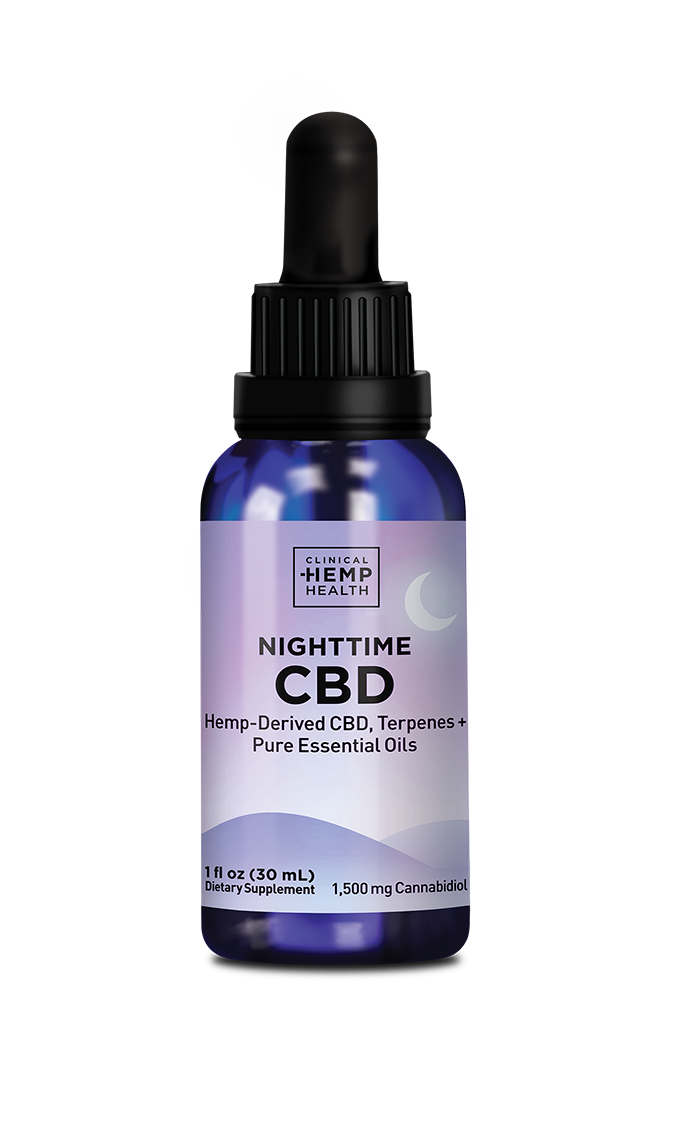 CLINICAL
HEMP
HEALTH
NIGHTTIME
CBD
Hemp-Derived CBD, Terpenes +
Pure Essential Oils
1 fl oz (30 mL)
Dietary Supplement 1,500 mg Cannabidiol